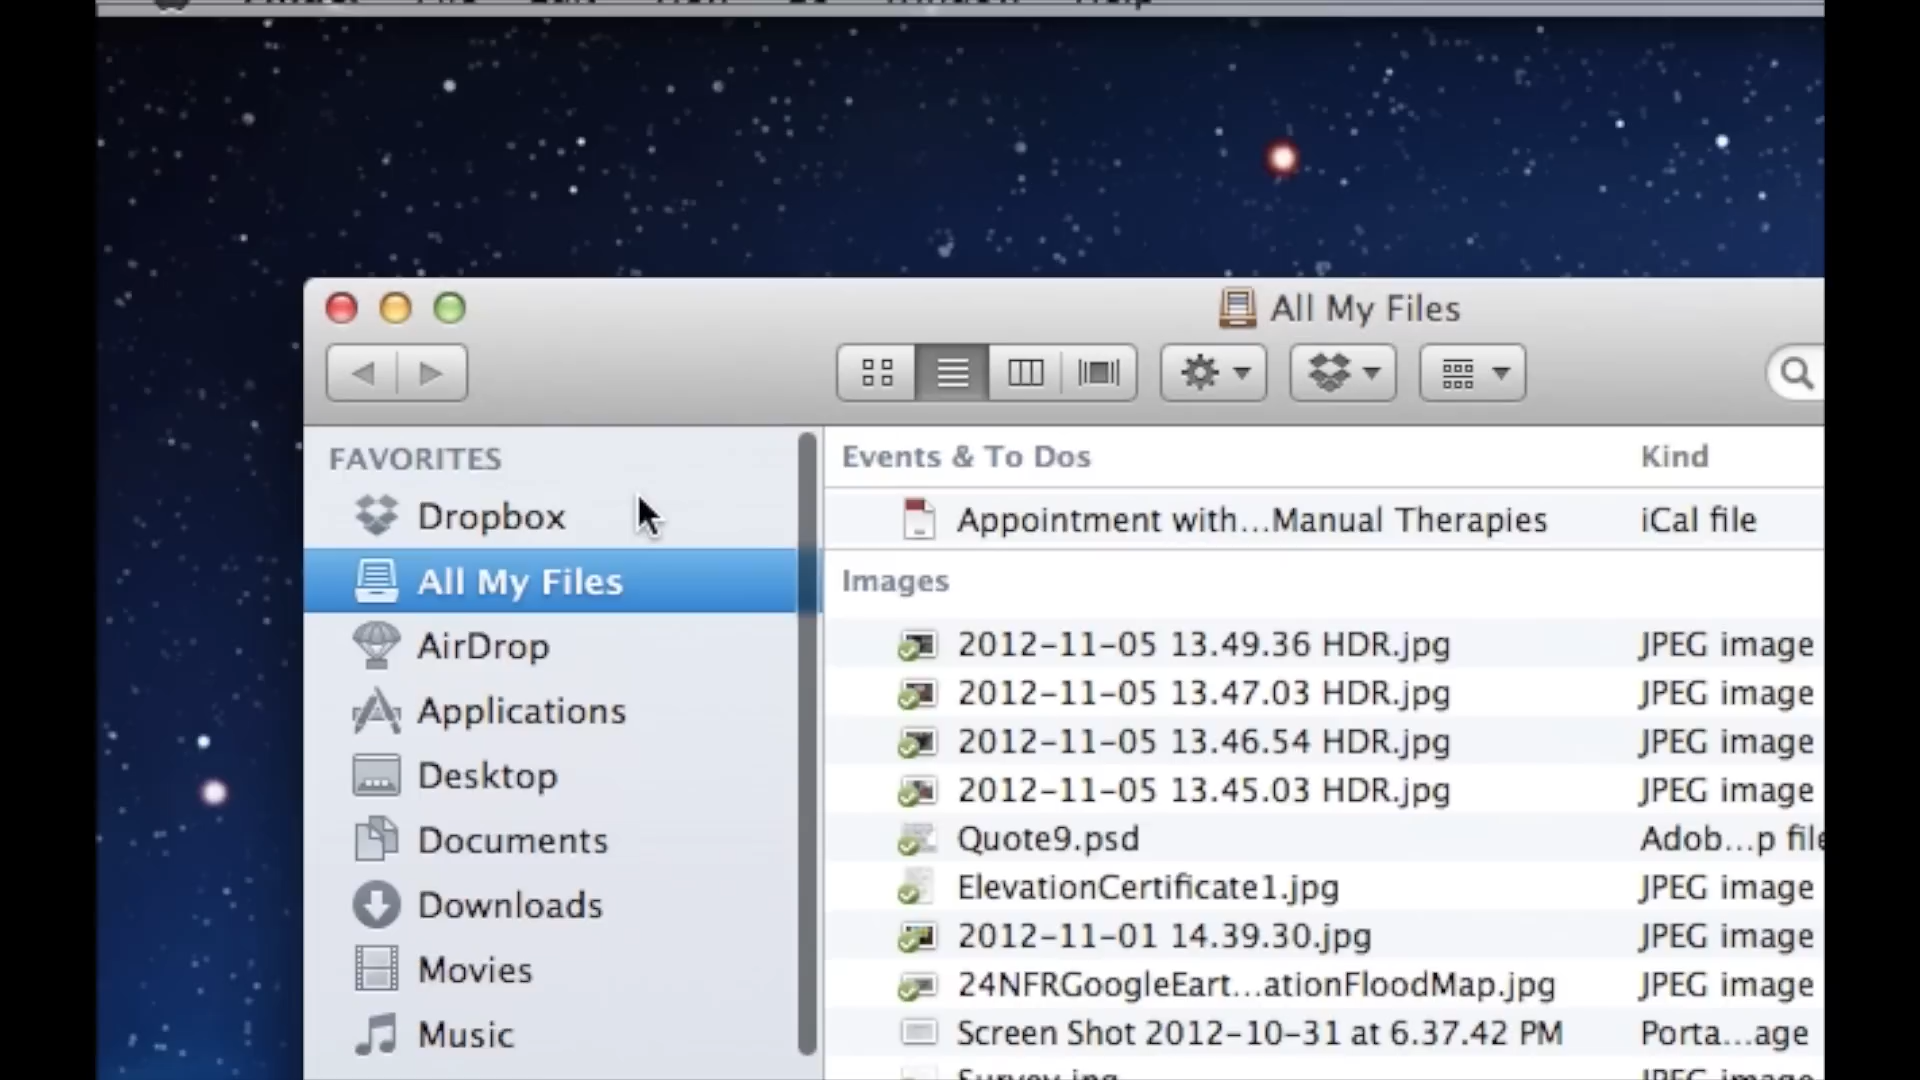 All My Files
FAVORITES
Dropbox
All My Files
AirDrop
Applications
Desktop
Documents
Downloads
Movies
Music
Events & To Dos Kind
Appointment with...Manual Therapies iCal file
Images
2012-11-05 13.49.36 HDR.jpg JPEG image
2012-11-05 13.47.03 HDR.jpg JPEG image
2012-11-05 13.46.54 HDR.jpg JPEG image
2012-11-05 13.45.03 HDR.jpg JPEG image
Quote9.psd Adob...p file
ElevationCertificate1.jpg JPEG image
2012-11-01 14.39.30.jpg JPEG image
24NFRGoogleEart...ationFloodMap.jpg JPEG image
Screen Shot 2012-10-31 at 6.37.42 PM Porta...age